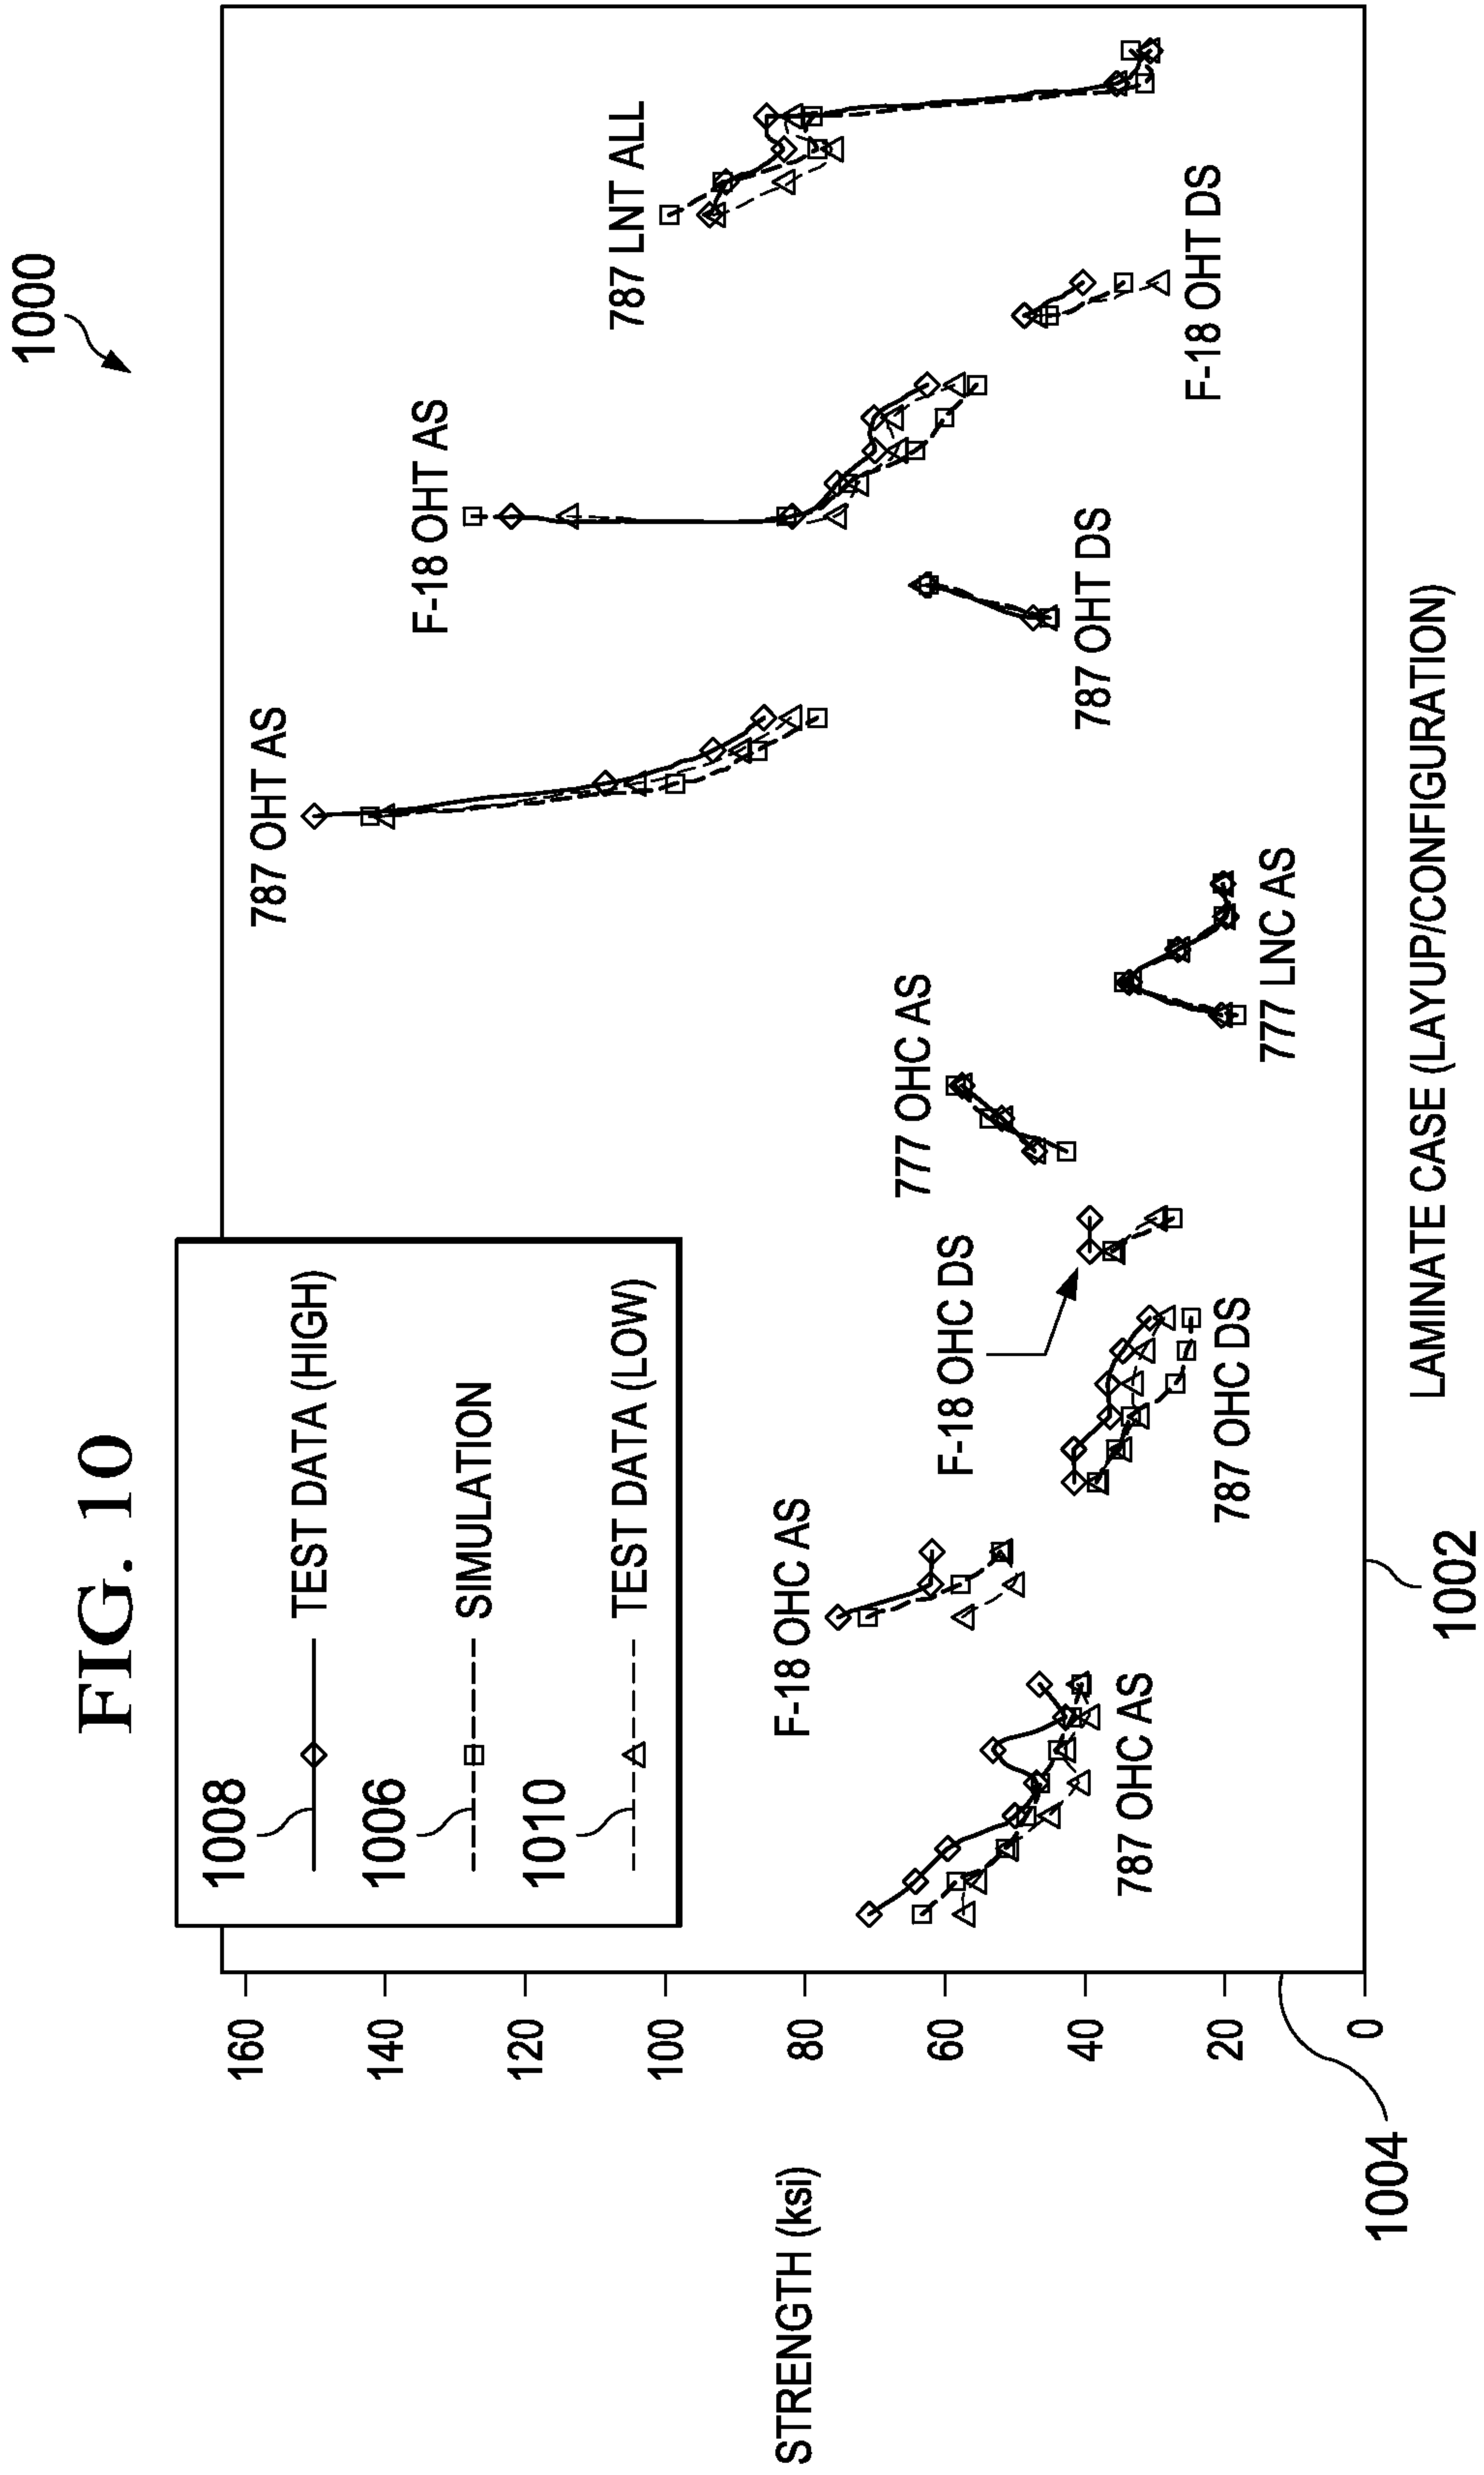 FIG. 10
1000
1008
TEST DATA (HIGH)
1006
SIMULATION
1010
TEST DATA (LOW)
STRENGTH (ksi)
160
140
120
100
80
60
40
20
0
1004
787 OHC AS
F-18 OHC AS
787 OHC DS
F-18 OHC DS
777 OHC AS
777 LNC AS
787 OHT AS
787 OHT DS
F-18 OHT AS
F-18 OHT DS
787 LNT ALL
1002
LAMINATE CASE (LAYUP/CONFIGURATION)